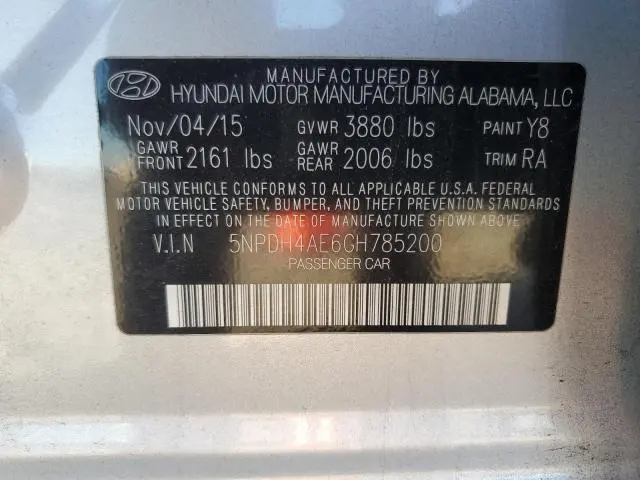 MANUFACTURED BY
HYUNDAI MOTOR MANUFACTURING ALABAMA, LLC
Nov/04/15 GVWR 3880 lbs PAINT Y8
GAWR FRONT 2161 lbs GAWR REAR 2006 lbs TRIM RA
THIS VEHICLE CONFORMS TO ALL APPLICABLE U.S.A. FEDERAL
MOTOR VEHICLE SAFETY, BUMPER, AND THEFT PREVENTION STANDARDS
IN EFFECT ON THE DATE OF MANUFACTURE SHOWN ABOVE.
V.I.N 5NPDH4AE6GH785200
PASSENGER CAR